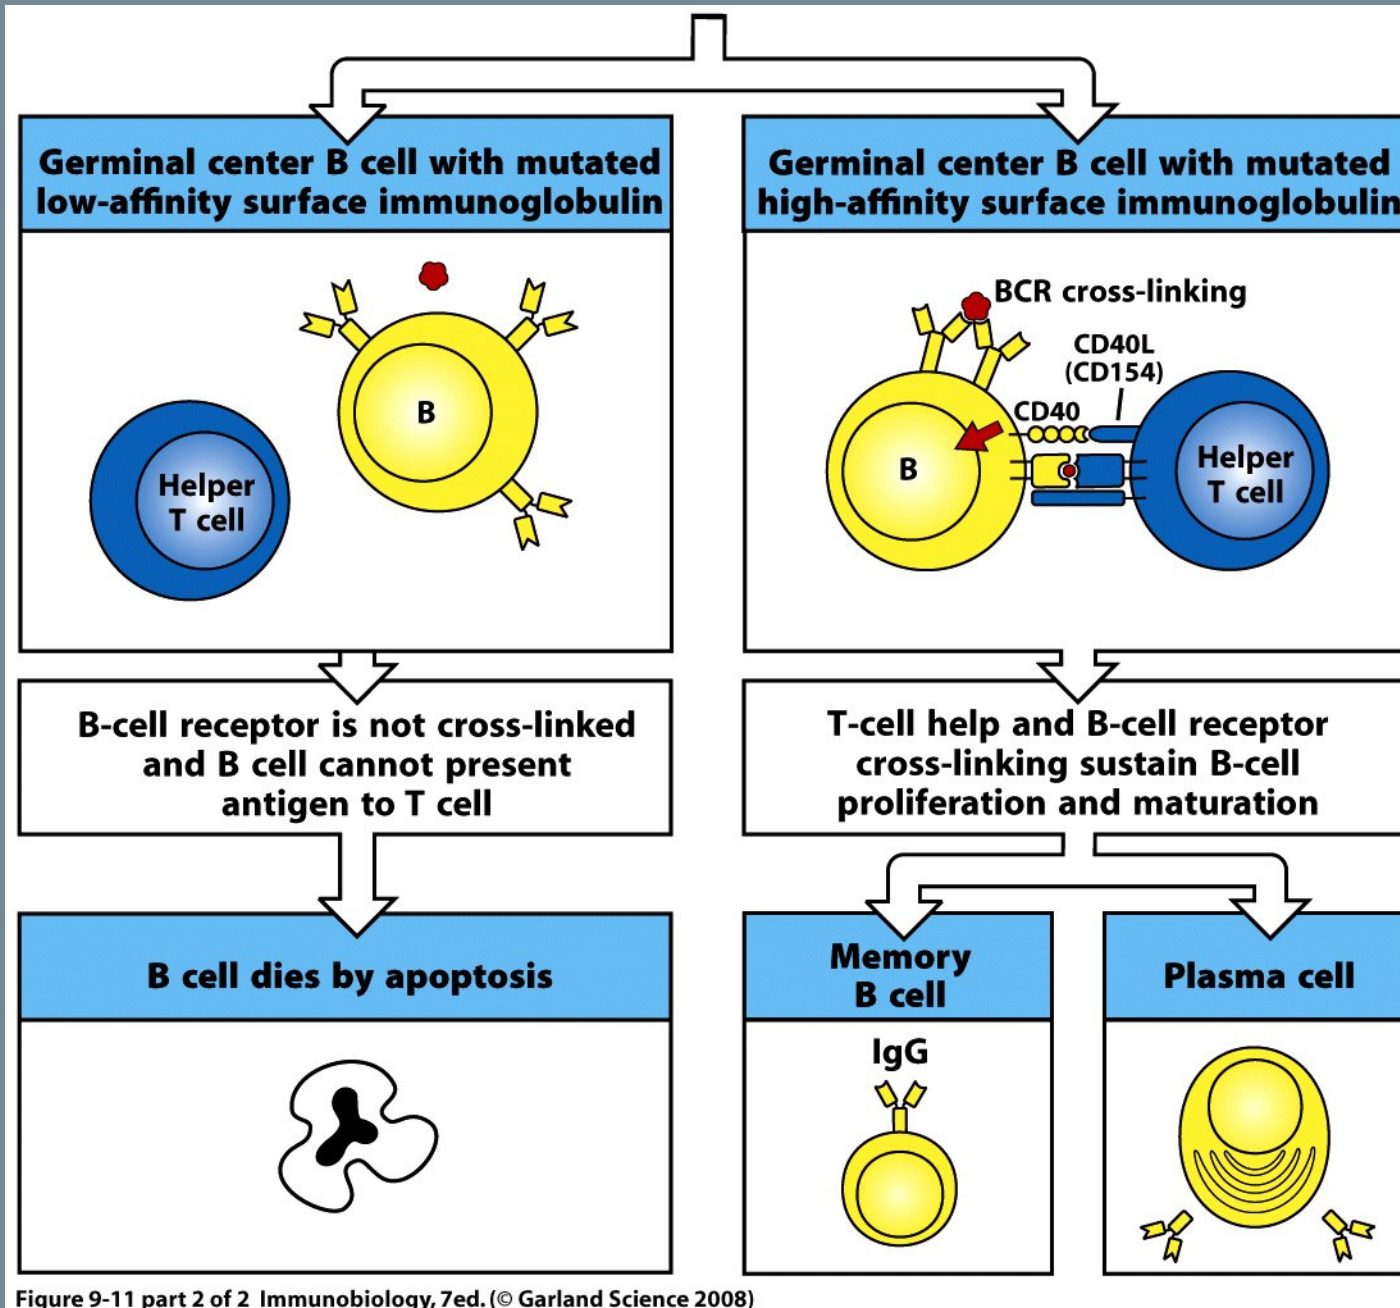 Germinal center B cell with mutated
low-affinity surface immunoglobulin
B
Helper
T cell
B-cell receptor is not cross-linked
and B cell cannot present
antigen to T cell
B cell dies by apoptosis
Germinal center B cell with mutated
high-affinity surface immunoglobulin
BCR cross-linking
CD40L
(CD154)
CD40
B
Helper
T cell
T-cell help and B-cell receptor
cross-linking sustain B-cell
proliferation and maturation
Memory
B cell
IgG
Plasma cell
Figure 9-11 part 2 of 2 Immunobiology, 7ed. (© Garland Science 2008)